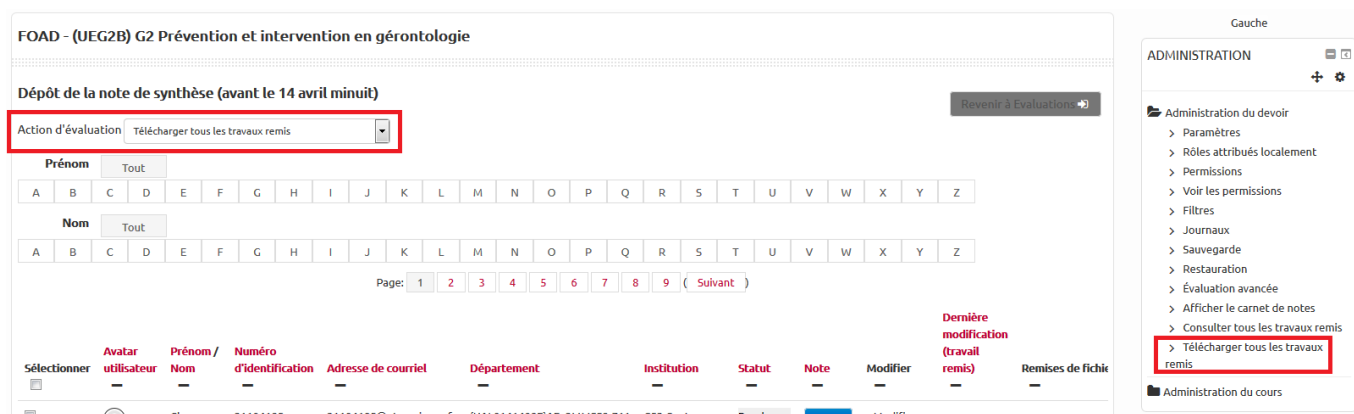 Gauche
FOAD - (UEG2B) G2 Prévention et intervention en gérontologie
Dépôt de la note de synthèse (avant le 14 avril minuit)
Revenir à Evaluations
Action d'évaluation Télécharger tous les travaux remis
Prénom Tout
A B C D E F G H I J K L M N O P Q R S T U V W X Y Z
Nom Tout
A B C D E F G H I J K L M N O P Q R S T U V W X Y Z
Page: 1 2 3 4 5 6 7 8 9 ( Suivant )
Dernière
modification
Avatar Prénom / Numéro (travail
Sélectionner utilisateur Nom d'identification Adresse de courriel Département Institution Statut Note Modifier remis) Remises de fichie
ADMINISTRATION
Administration du devoir
> Paramètres
> Rôles attribués localement
> Permissions
> Voir les permissions
> Filtres
> Journaux
> Sauvegarde
> Restauration
> Évaluation avancée
> Afficher le carnet de notes
> Consulter tous les travaux remis
> Télécharger tous les travaux
remis
Administration du cours